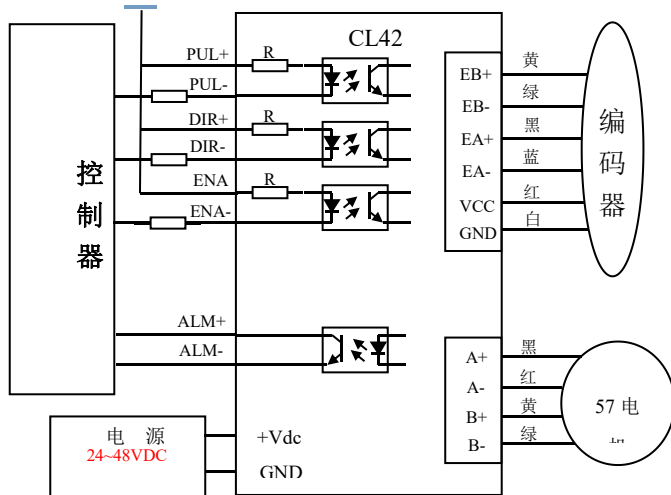 CL42
PUL+
R
PUL-
DIR+
R
DIR-
ENA
R
ENA-
控制器
ALM+
ALM-
电 源
24~48VDC
+Vdc
GND
EB+ 黄
EB- 绿
EA+ 黑
EA- 蓝
VCC 红
GND 白
编码器
A+ 黑
A- 红
B+ 黄
B- 绿
57 电